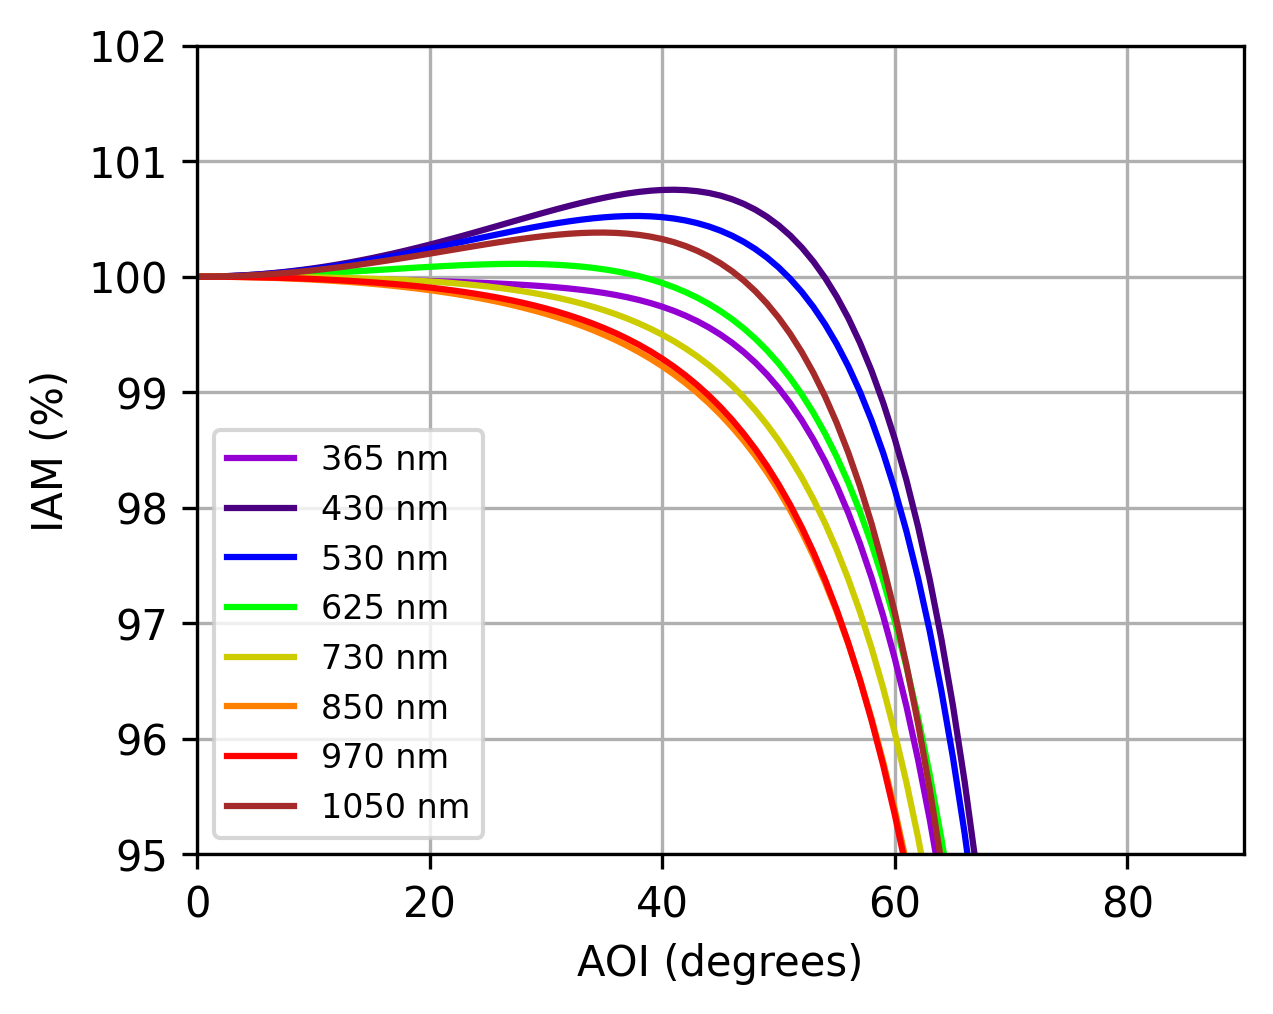 102
101
100
99
98
97
96
95
IAM (%)
365 nm
430 nm
530 nm
625 nm
730 nm
850 nm
970 nm
1050 nm
0 20 40 60 80
AOI (degrees)